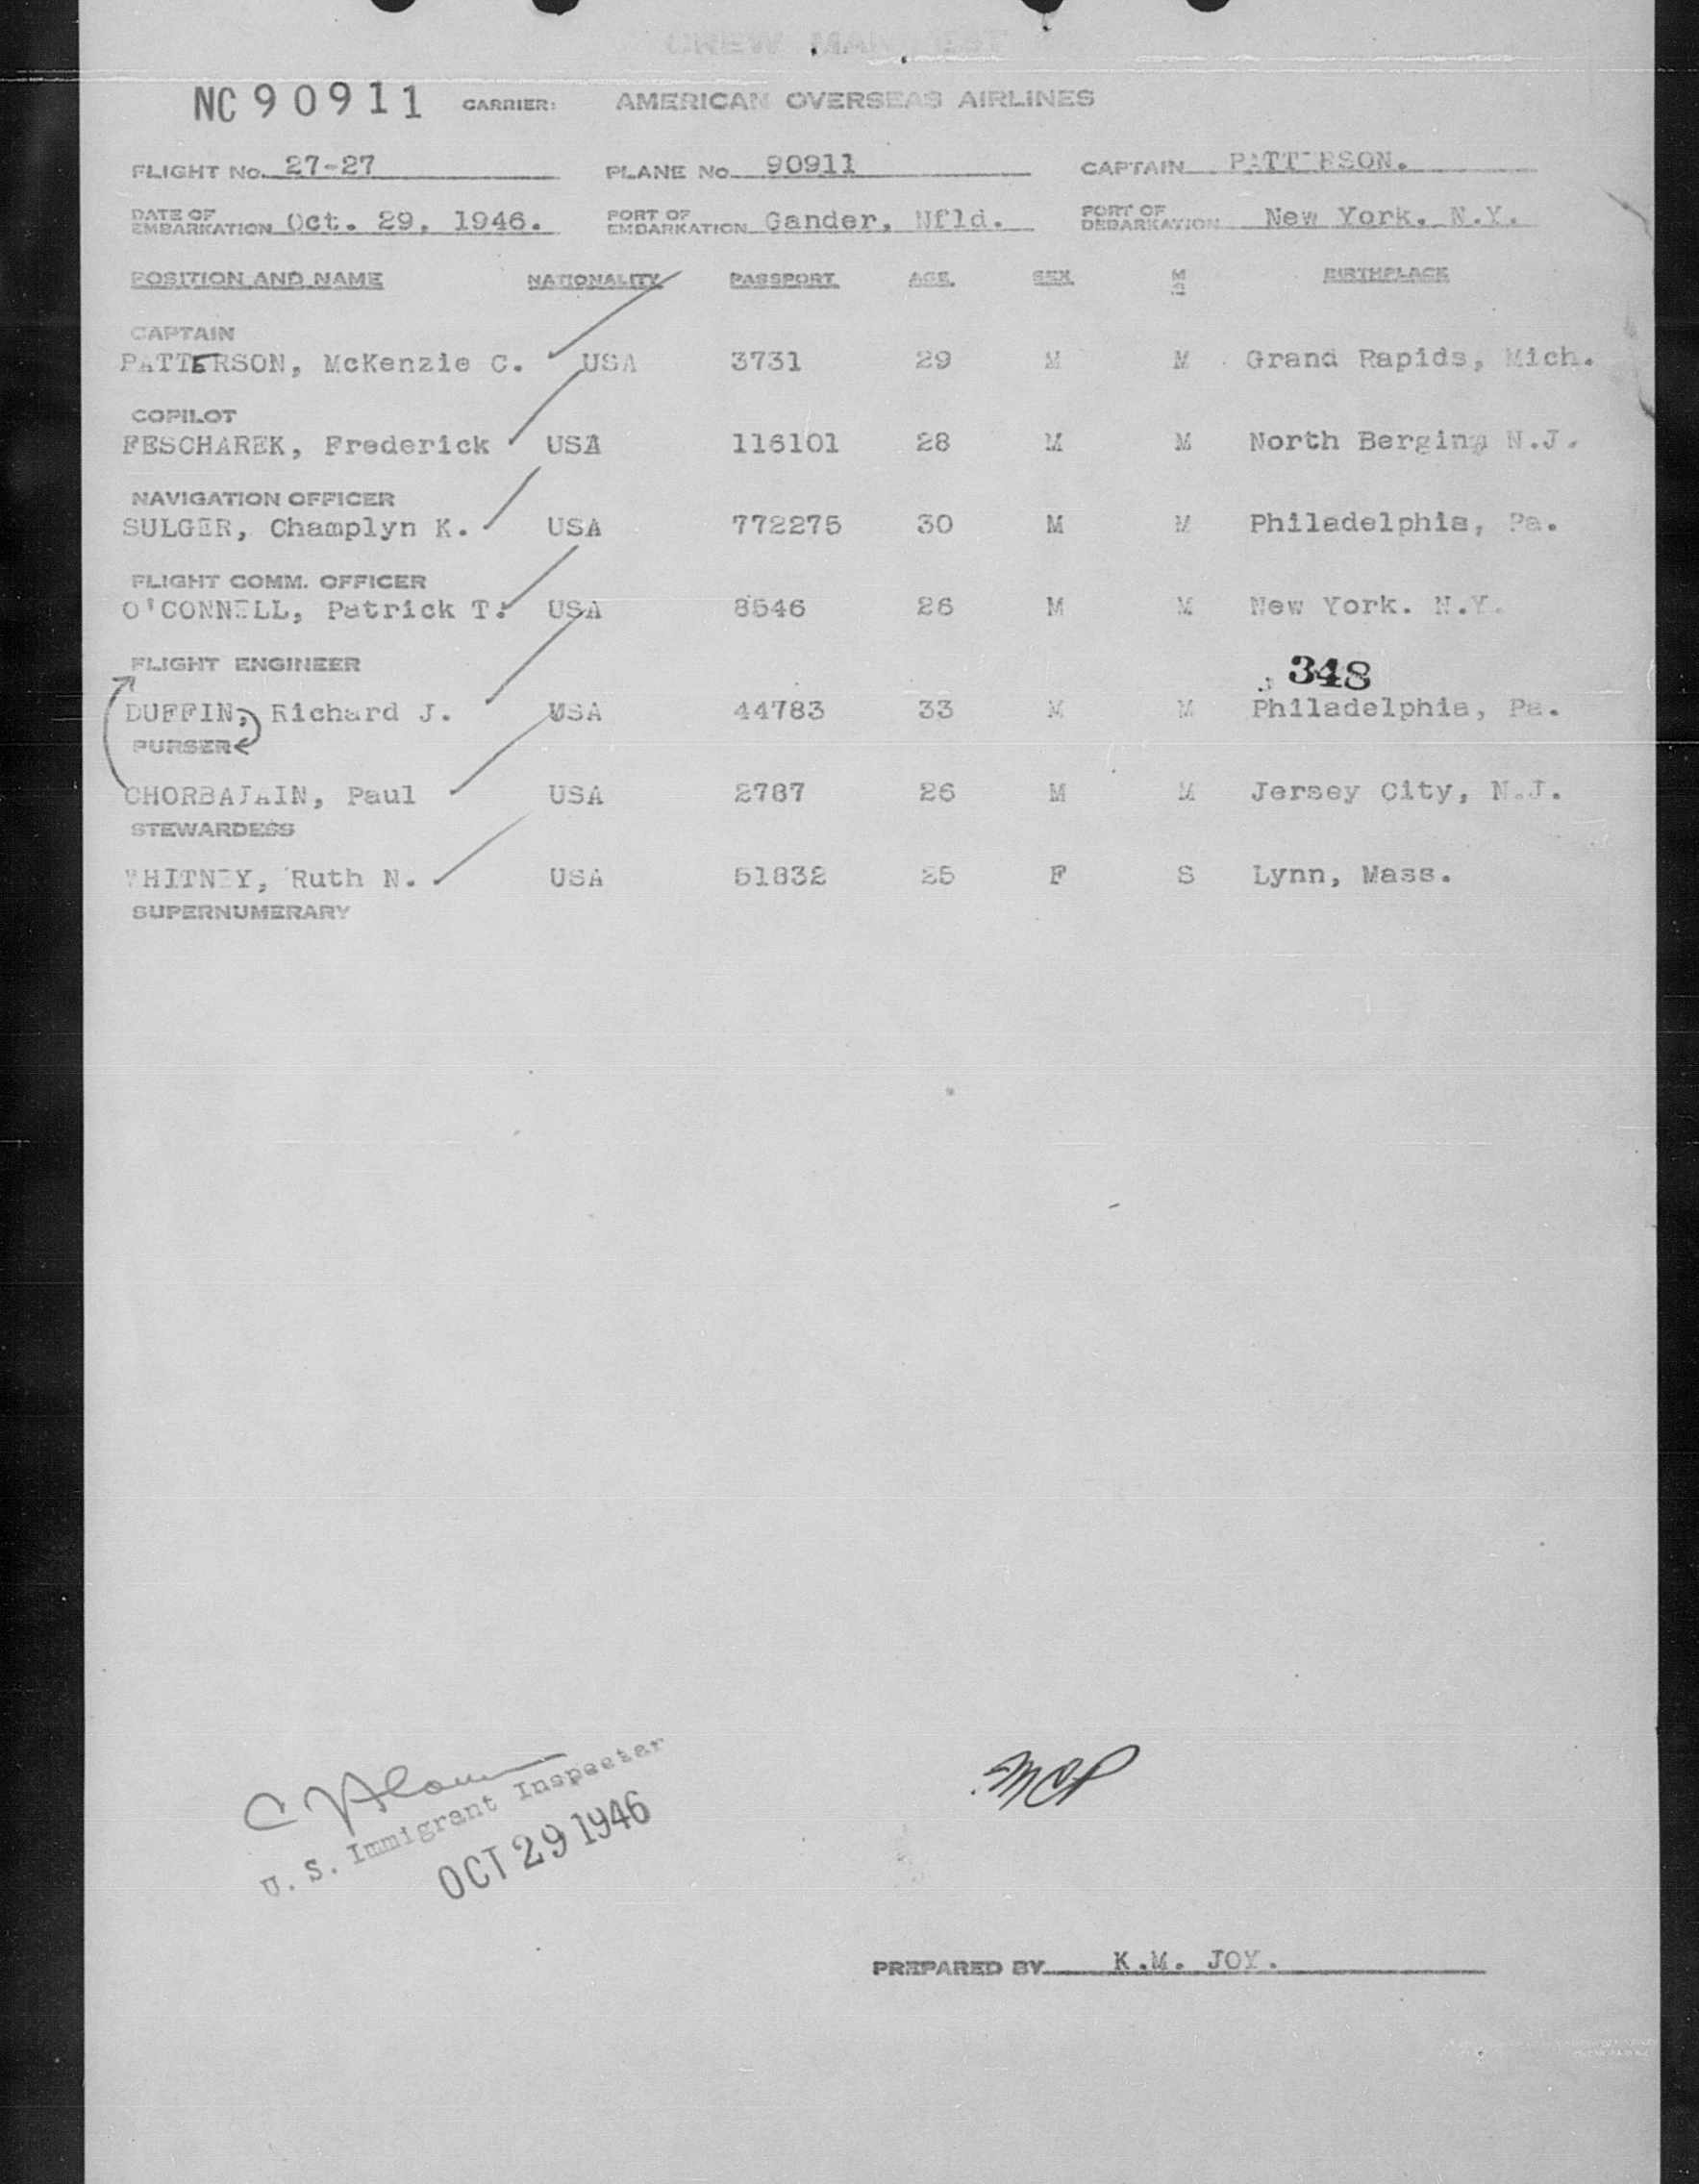 CREW MANIFEST
NC90911 CARRIER: AMERICAN OVERSEAS AIRLINES
FLIGHT No. 27-27 PLANE No. 90911 CAPTAIN PATTERSON.
DATE OF EMBARKATION Oct. 29, 1946. PORT OF EMBARKATION Gander, Nfld. PORT OF DEBARKATION New York. N.Y.
POSITION AND NAME NATIONALITY PASSPORT AGE SEX M S BIRTHPLACE
CAPTAIN
PATTERSON, McKenzie C. USA 3731 29 M M Grand Rapids, Mich.
COPILOT
FESCHAREK, Frederick USA 116101 28 M M North Bergina N.J.
NAVIGATION OFFICER
SULGER, Champlyn K. USA 772275 30 M M Philadelphia, Pa.
FLIGHT COMM. OFFICER
O'CONNELL, Patrick T. USA 8546 26 M M New York. N.Y.
FLIGHT ENGINEER
348
DUFFIN, Richard J. USA 44783 33 M M Philadelphia, Pa.
PURSER
CHORBAJAIN, Paul USA 2787 26 M M Jersey City, N.J.
STEWARDESS
WHITNEY, Ruth N. USA 51832 25 F S Lynn, Mass.
SUPERNUMERARY
MCP
U. S. Immigrant Inspector
OCT 29 1946
PREPARED BY K.M. JOY.